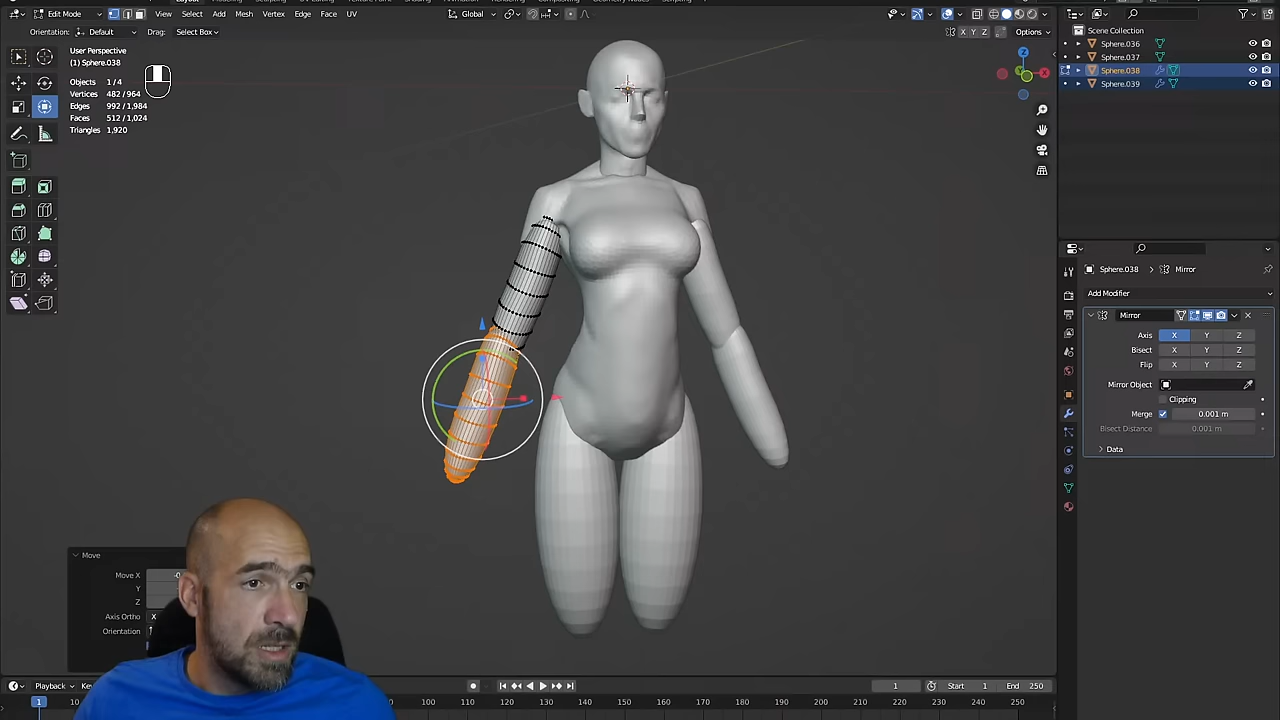 Edit Mode View Select Add Mesh Vertex Edge Face UV Global
Orientation: Default Drag: Select Box X Y Z Options
User Perspective
(1) Sphere.038
Objects 1/4
Vertices 482 / 964
Edges 992 / 1,984
Faces 512 / 1,024
Triangles 1,920
Z
X
Y
Scene Collection
Sphere.036
Sphere.037
Sphere.038
Sphere.039
Sphere.038 Mirror
Add Modifier
Mirror
Axis X Y Z
Bisect X Y Z
Flip X Y Z
Mirror Object
Clipping
Merge 0.001 m
Bisect Distance 0.001 m
Data
Move
Move X
Y
Z
Axis Ortho X
Orientation
Playback 1 Start 1 End 250
1 10 100 110 120 130 140 150 160 170 180 190 200 210 220 230 240 250